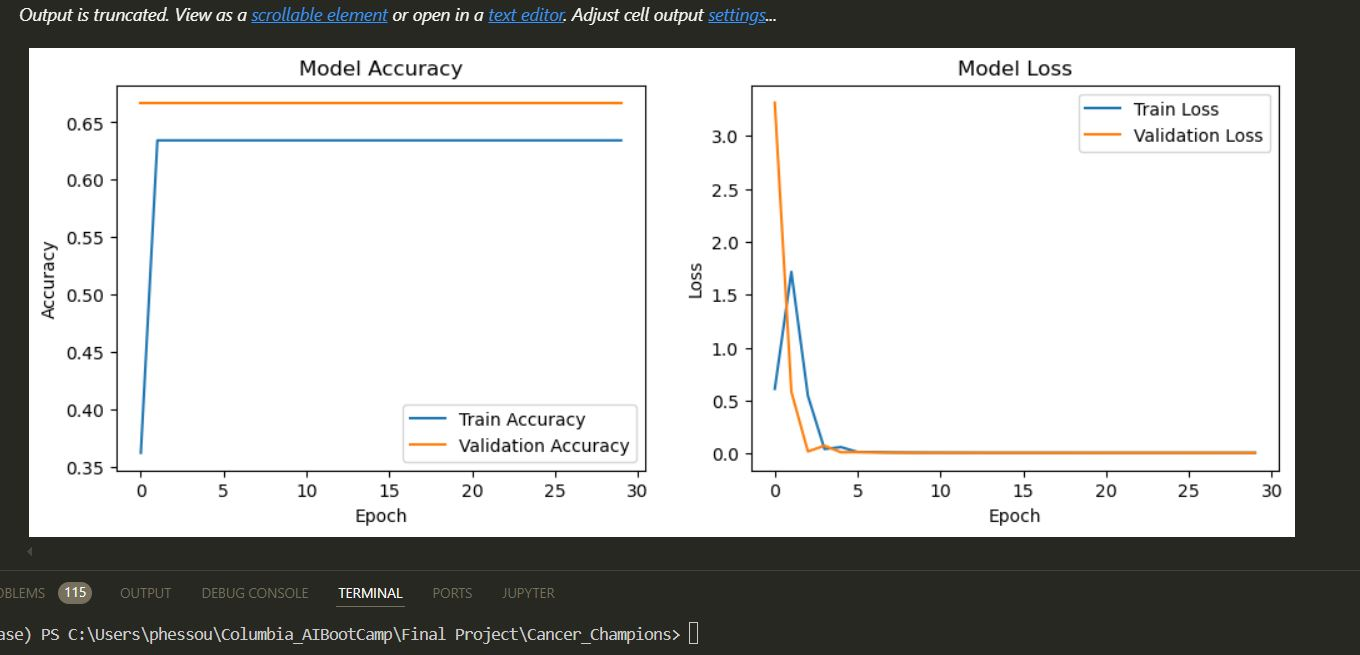 Output is truncated. View as a scrollable element or open in a text editor. Adjust cell output settings...
Model Accuracy
0.65
0.60
0.55
0.50
0.45
0.40
0.35
Accuracy
Train Accuracy
Validation Accuracy
0 5 10 15 20 25 30
Epoch
Model Loss
Train Loss
Validation Loss
3.0
2.5
2.0
1.5
1.0
0.5
0.0
Loss
0 5 10 15 20 25 30
Epoch
OBLEMS 115 OUTPUT DEBUG CONSOLE TERMINAL PORTS JUPYTER
ase) PS C:\Users\phessou\Columbia_AIBootCamp\Final Project\Cancer_Champions>